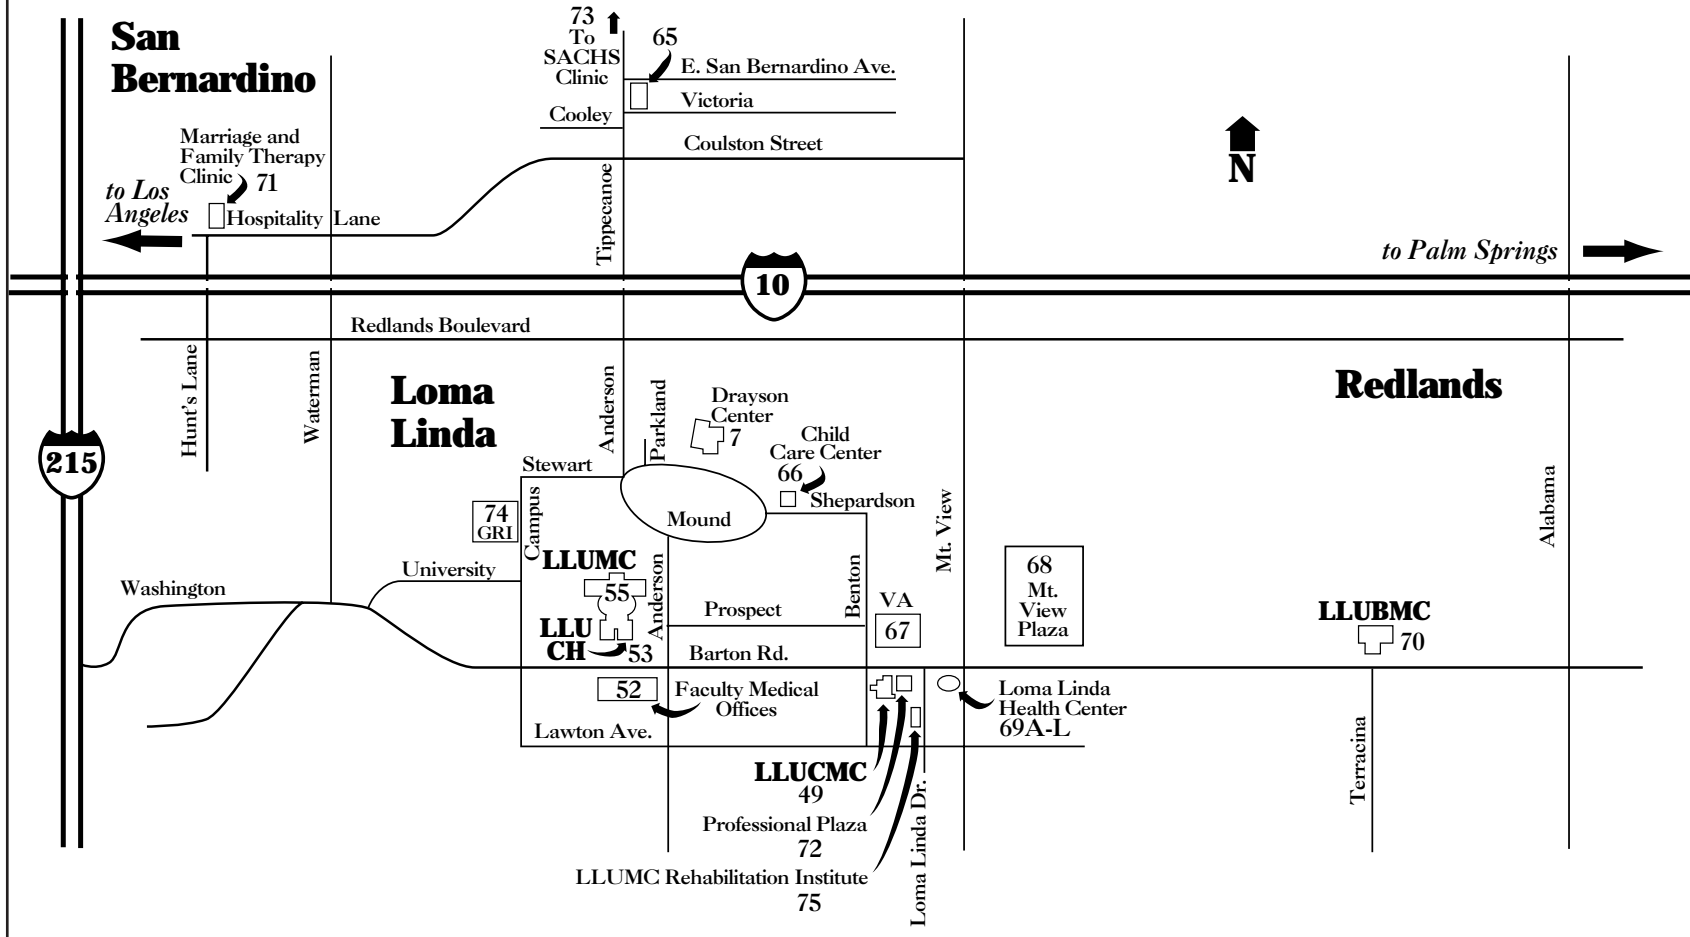 San
Bernardino
73
To
SACHS
Clinic
65
E. San Bernardino Ave.
Victoria
Cooley
Coulston Street
Marriage and
Family Therapy
Clinic
71
to Los
Angeles
Hospitality Lane
Tippecanoe
N
to Palm Springs
10
Redlands Boulevard
Hunt's Lane
Waterman
Loma
Linda
Anderson
Parkland
Drayson
Center
7
Child
Care Center
66
Shepardson
Redlands
215
Stewart
Mound
74
GRI
Campus
Mt. View
Alabama
LLUMC
55
University
Washington
Anderson
Prospect
Benton
VA
67
68
Mt.
View
Plaza
LLUBMC
70
LLU
CH
53
Barton Rd.
52
Faculty Medical
Offices
Loma Linda
Health Center
69A-L
Lawton Ave.
LLUCMC
49
Professional Plaza
72
LLUMC Rehabilitation Institute
75
Loma Linda Dr.
Terracina